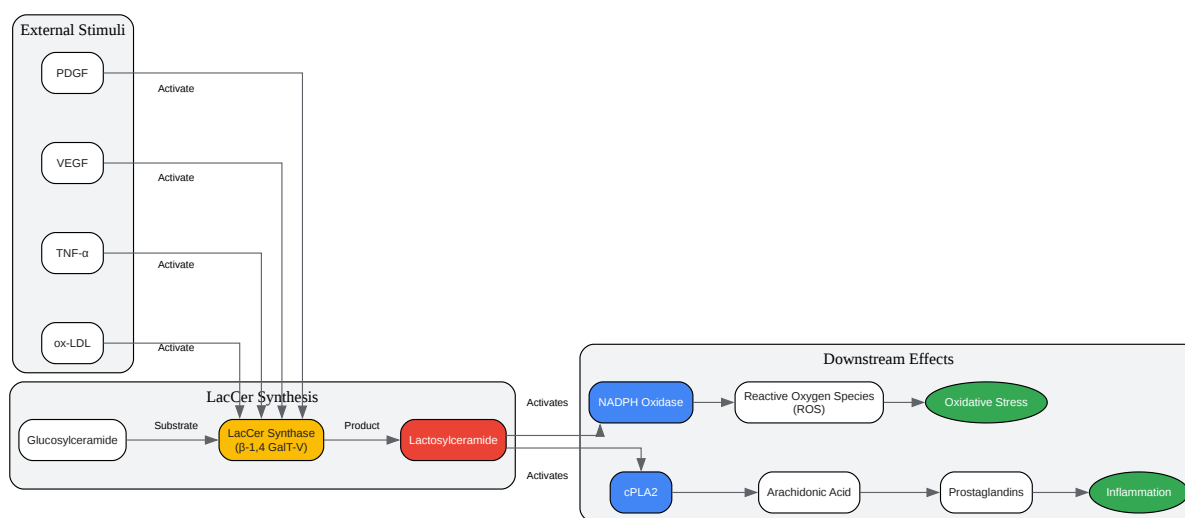 External Stimuli
PDGF
Activate
VEGF
Activate
TNF-α
Activate
ox-LDL
Activate
LacCer Synthesis
Glucosylceramide
Substrate
LacCer Synthase
(β-1,4 GalT-V)
Product
Lactosylceramide
Activates
Activates
Downstream Effects
NADPH Oxidase
Reactive Oxygen Species
(ROS)
Oxidative Stress
cPLA2
Arachidonic Acid
Prostaglandins
Inflammation